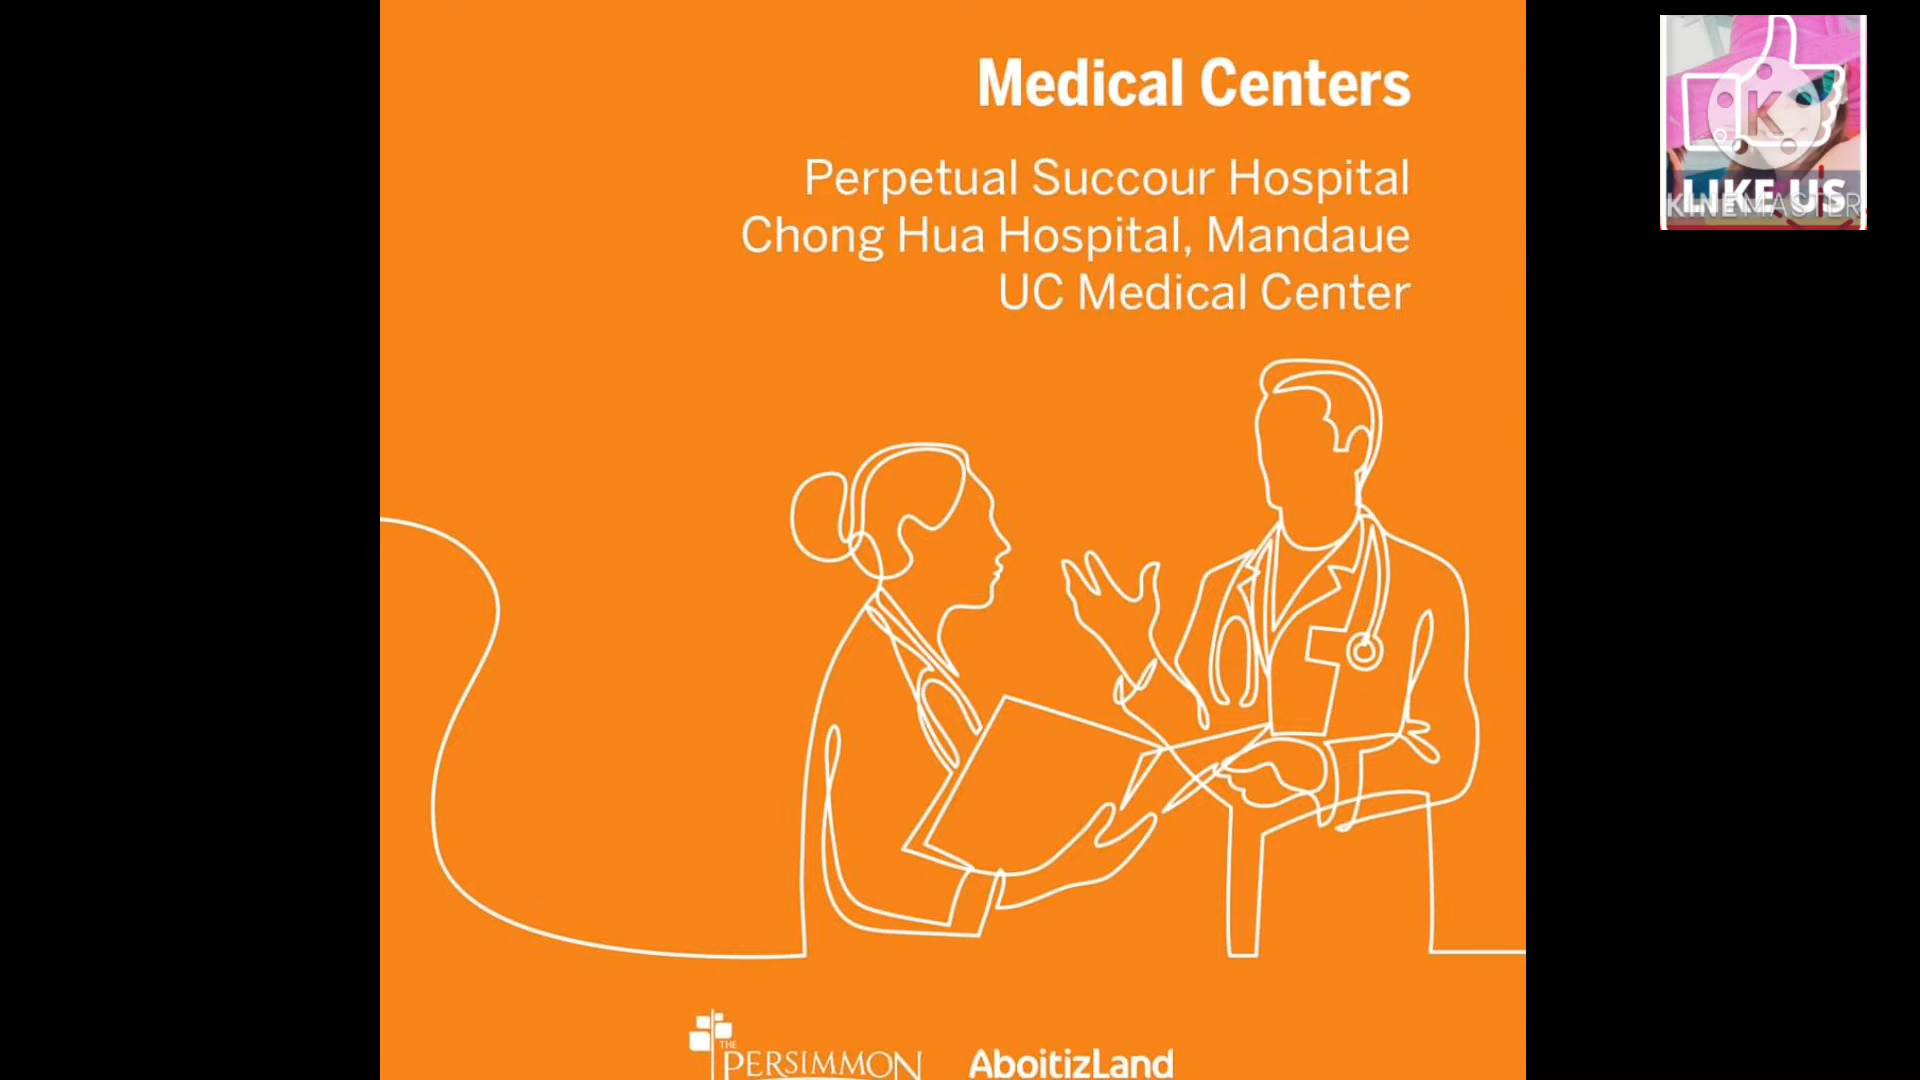 Medical Centers
Perpetual Succour Hospital
Chong Hua Hospital, Mandaue
UC Medical Center
K
LIKE US
KINEMASTER
THE
PERSIMMON
AboitizLand